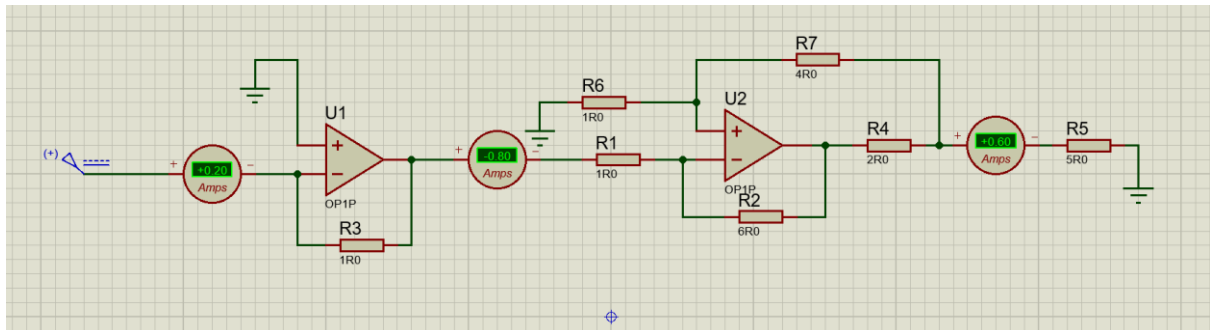 (+)
+
+0.20
Amps
−
U1
+
−
OP1P
R3
1R0
+
-0.80
Amps
−
R6
1R0
R1
1R0
U2
+
−
OP1P
R2
6R0
R7
4R0
R4
2R0
+
+0.60
Amps
−
R5
5R0